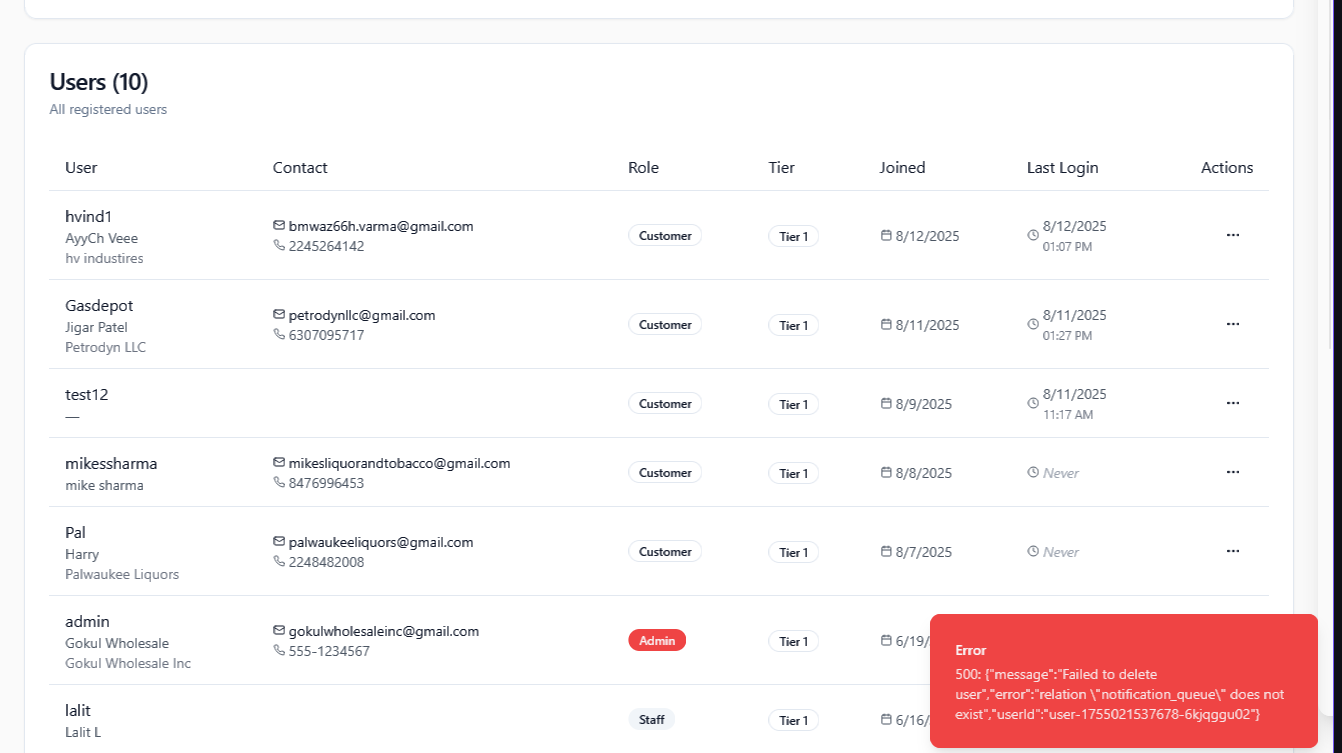 Users (10)
All registered users
User Contact Role Tier Joined Last Login Actions
hvind1
AyyCh Veee
hv industires
bmwaz66h.varma@gmail.com
2245264142
Customer
Tier 1
8/12/2025
8/12/2025
01:07 PM
Gasdepot
Jigar Patel
Petrodyn LLC
petrodynllc@gmail.com
6307095717
Customer
Tier 1
8/11/2025
8/11/2025
01:27 PM
test12
—
Customer
Tier 1
8/9/2025
8/11/2025
11:17 AM
mikessharma
mike sharma
mikesliquorandtobacco@gmail.com
8476996453
Customer
Tier 1
8/8/2025
Never
Pal
Harry
Palwaukee Liquors
palwaukeeliquors@gmail.com
2248482008
Customer
Tier 1
8/7/2025
Never
admin
Gokul Wholesale
Gokul Wholesale Inc
gokulwholesaleinc@gmail.com
555-1234567
Admin
Tier 1
6/19/
lalit
Lalit L
Staff
Tier 1
6/16/
Error
500: {"message":"Failed to delete
user","error":"relation \"notification_queue\" does not
exist","userId":"user-1755021537678-6kjqggu02"}